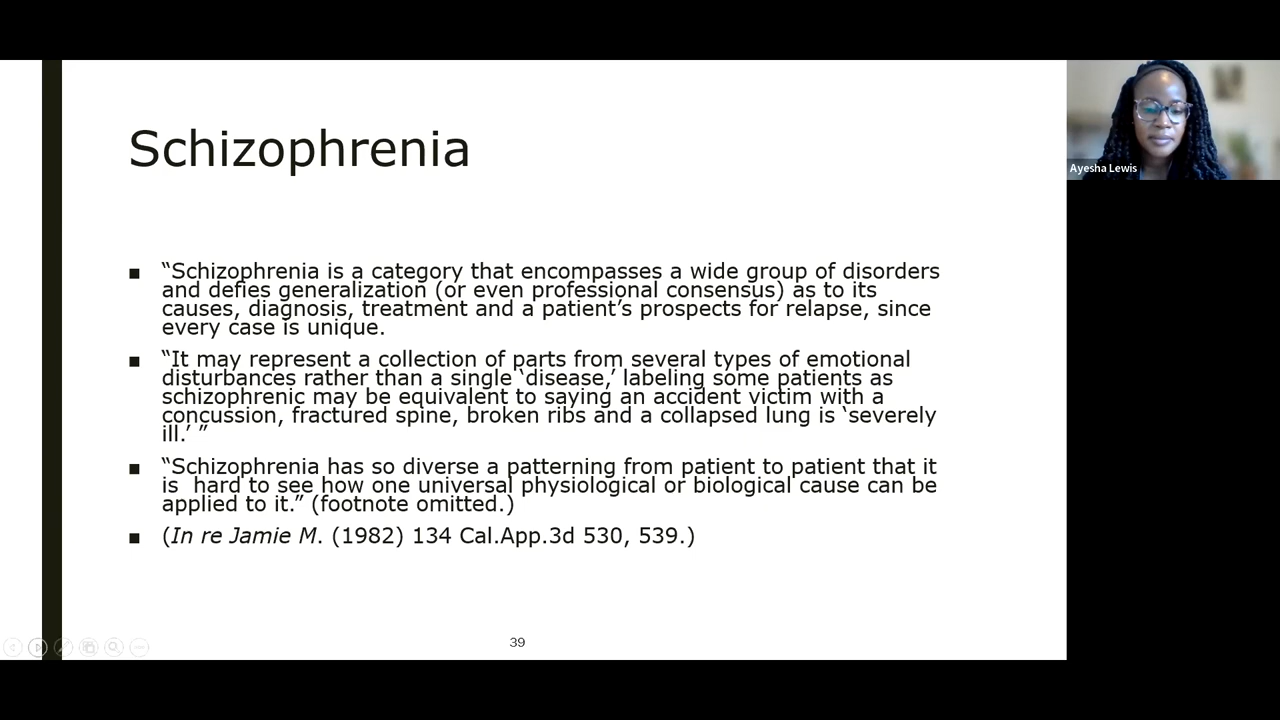 Schizophrenia
■ “Schizophrenia is a category that encompasses a wide group of disorders
and defies generalization (or even professional consensus) as to its
causes, diagnosis, treatment and a patient’s prospects for relapse, since
every case is unique.
■ “It may represent a collection of parts from several types of emotional
disturbances rather than a single ‘disease,’ labeling some patients as
schizophrenic may be equivalent to saying an accident victim with a
concussion, fractured spine, broken ribs and a collapsed lung is ‘severely
ill.’ ”
■ “Schizophrenia has so diverse a patterning from patient to patient that it
is  hard to see how one universal physiological or biological cause can be
applied to it.” (footnote omitted.)
■ (In re Jamie M. (1982) 134 Cal.App.3d 530, 539.)
39
Ayesha Lewis